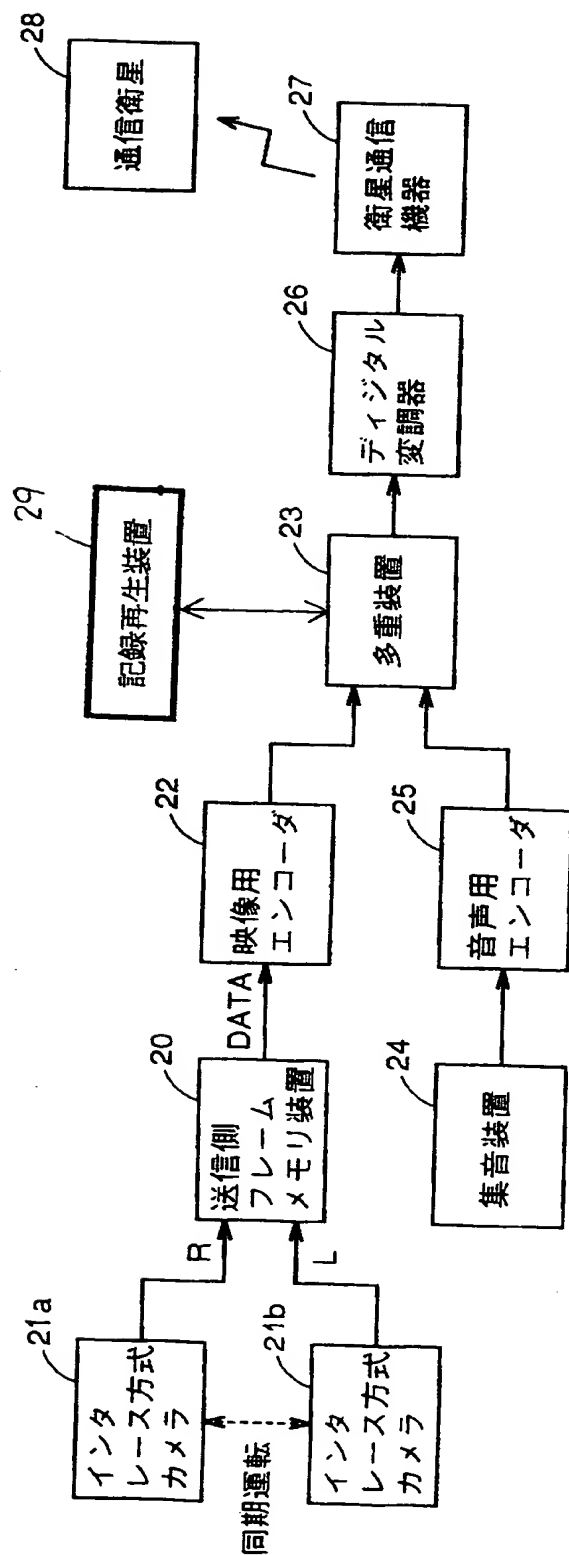 21a
インタ
レース方式
カメラ
同期運転
21b
インタ
レース方式
カメラ
R
L
20
送信側
フレーム
メモリ装置
DATA
22
映像用
エンコーダ
24
集音装置
25
音声用
エンコーダ
29
記録再生装置
23
多重装置
26
ディジタル
変調器
27
衛星通信
機器
28
通信衛星